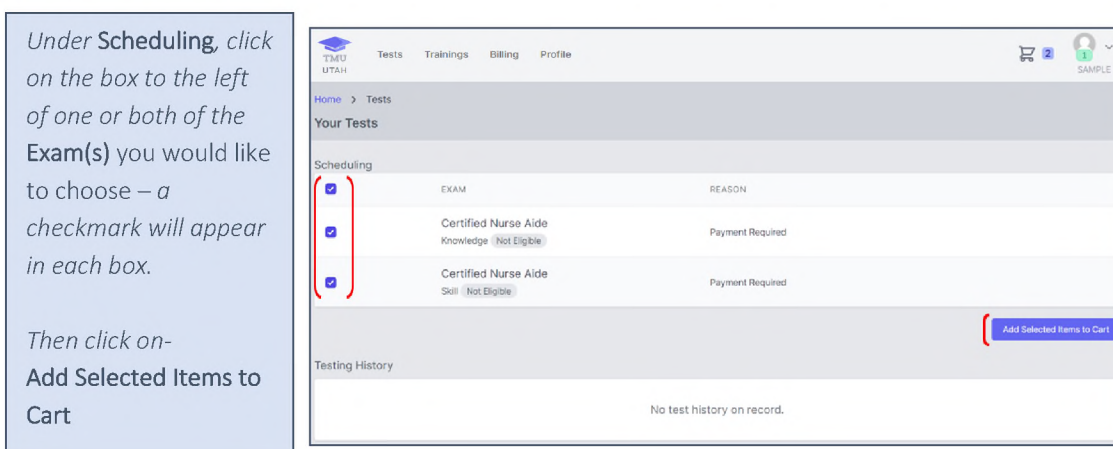 Under Scheduling, click
on the box to the left
of one or both of the
Exam(s) you would like
to choose – a
checkmark will appear
in each box.
Then click on-
Add Selected Items to
Cart
TMU
UTAH
Tests Trainings Billing Profile
2
1
SAMPLE
Home > Tests
Your Tests
Scheduling
EXAM REASON
Certified Nurse Aide
Knowledge Not Eligible
Payment Required
Certified Nurse Aide
Skill Not Eligible
Payment Required
Add Selected Items to Cart
Testing History
No test history on record.